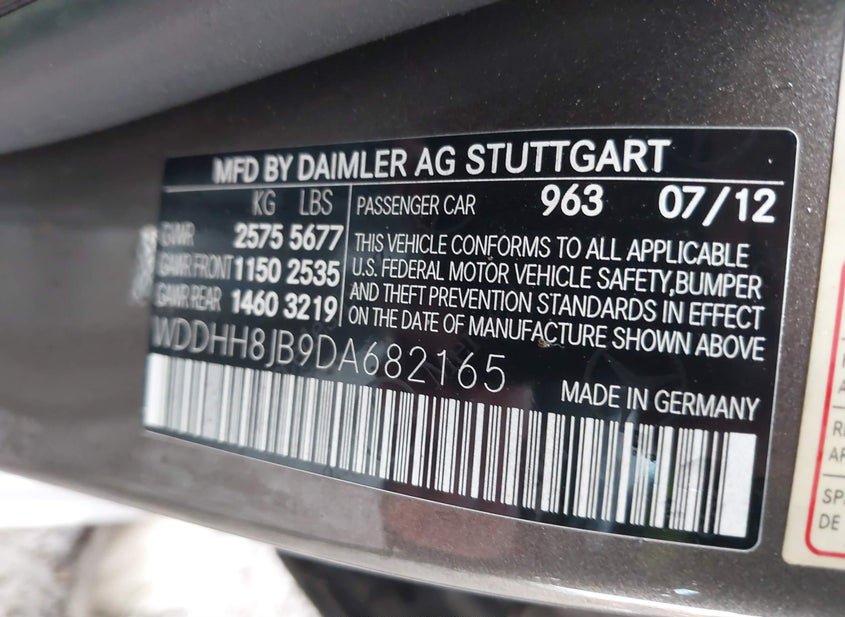 MFD BY DAIMLER AG STUTTGART
KG LBS
GVWR 2575 5677
GAWR FRONT 1150 2535
GAWR REAR 1460 3219
PASSENGER CAR 963 07/12
THIS VEHICLE CONFORMS TO ALL APPLICABLE
U.S. FEDERAL MOTOR VEHICLE SAFETY,BUMPER
AND THEFT PREVENTION STANDARDS IN EFFECT
ON THE DATE OF MANUFACTURE SHOWN ABOVE
WDDHH8JB9DA682165
MADE IN GERMANY
SP
DE